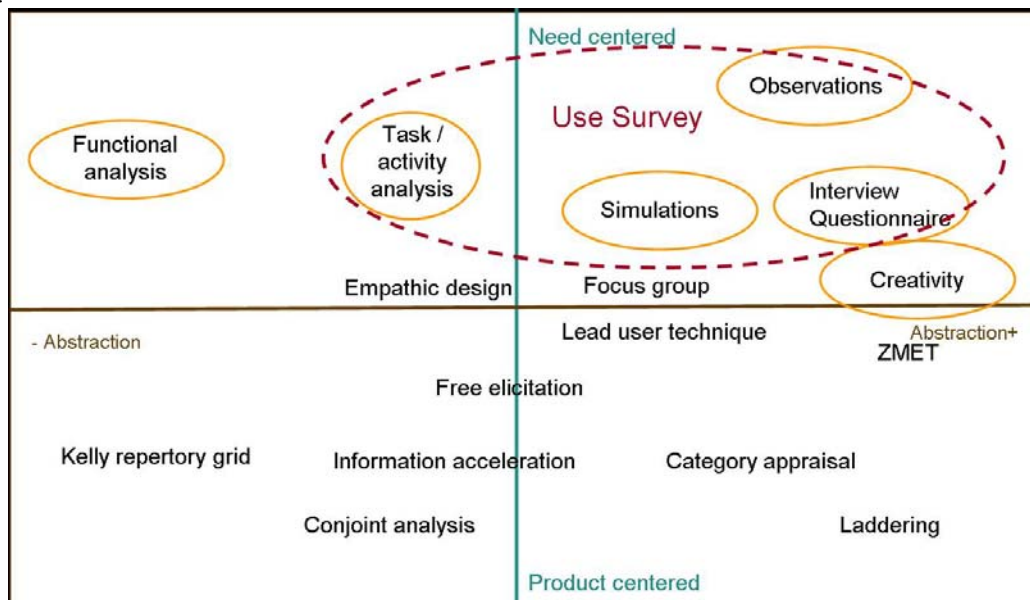 Need centered
Observations
Use Survey
Functional
analysis
Task /
activity
analysis
Simulations
Interview
Questionnaire
Creativity
Empathic design
Focus group
- Abstraction
Lead user technique
Abstraction+
ZMET
Free elicitation
Kelly repertory grid
Information acceleration
Category appraisal
Conjoint analysis
Laddering
Product centered